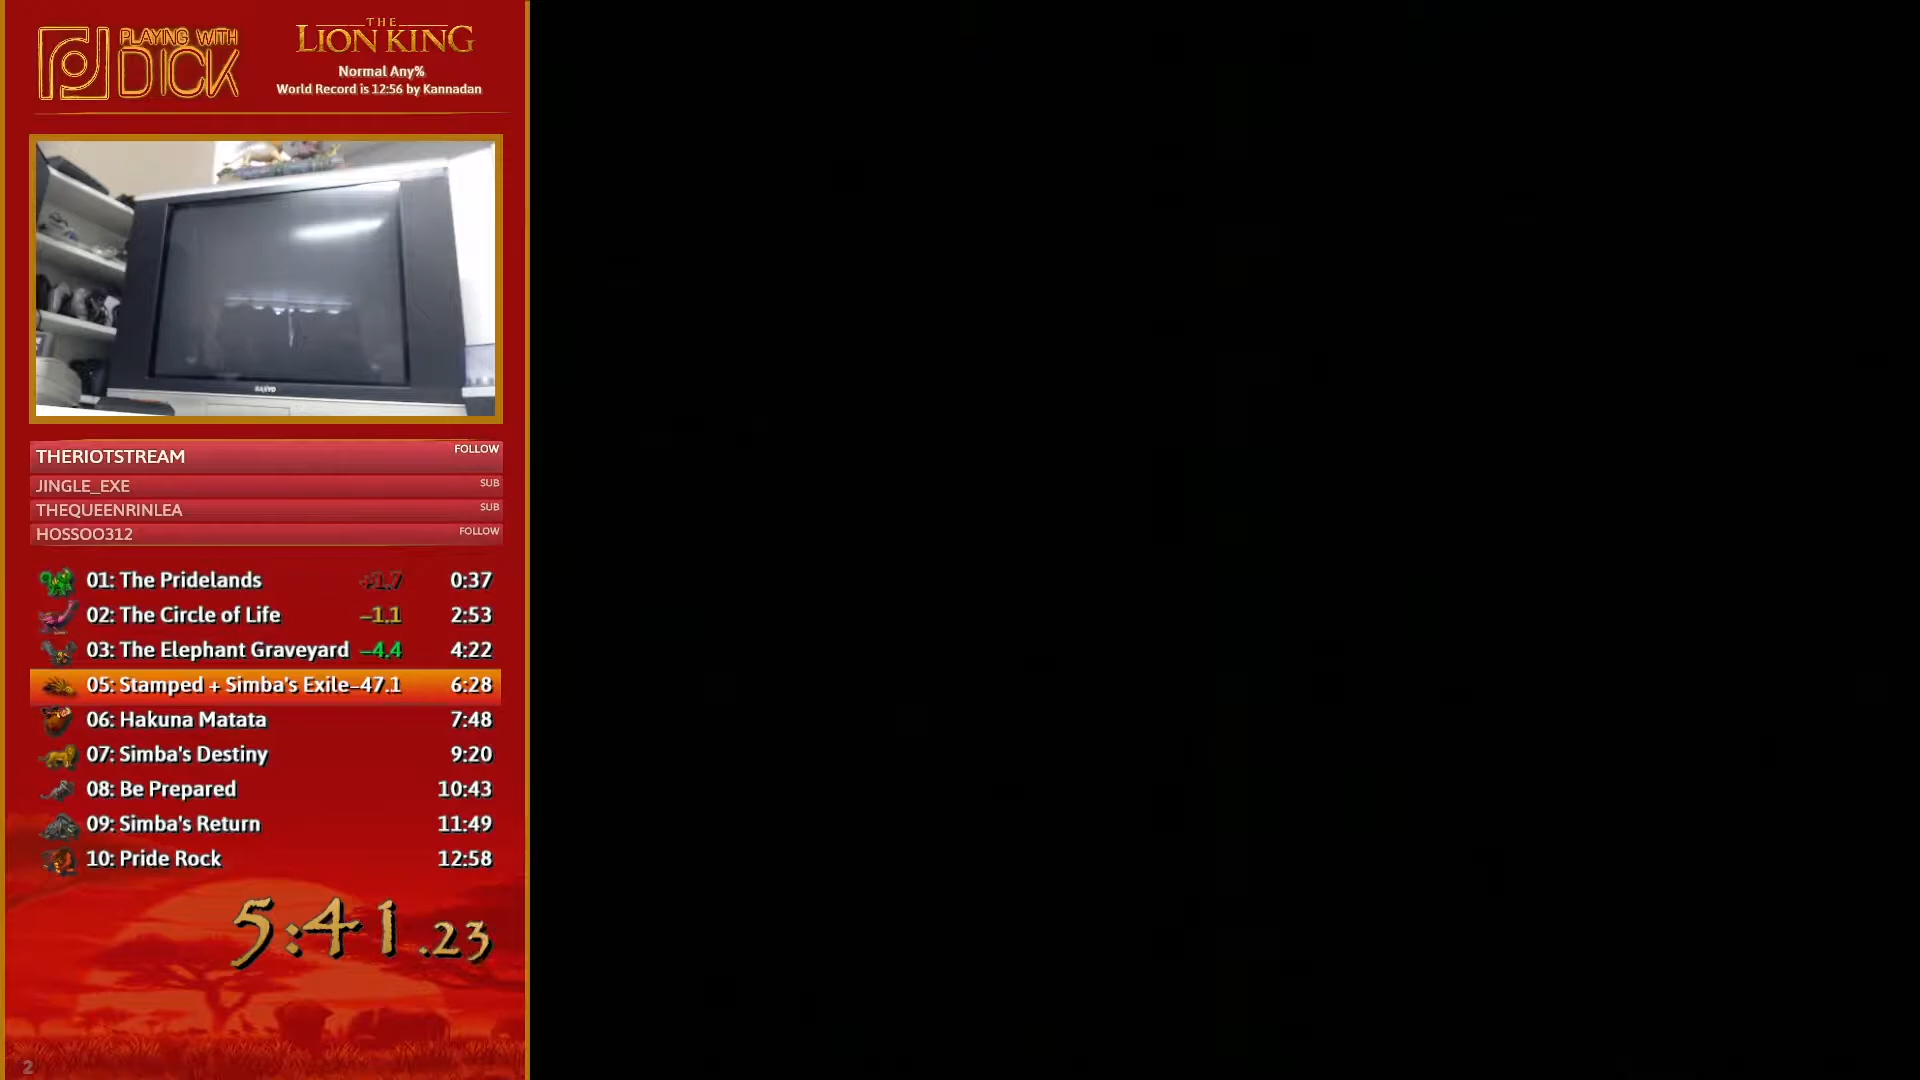 PLAYING WITH
DICK
THE
LION KING
Normal Any%
World Record is 12:56 by Kannadan
SANYO
THERIOTSTREAM FOLLOW
JINGLE_EXE SUB
THEQUEENRINLEA SUB
HOSSOO312 FOLLOW
01: The Pridelands +1.7 0:37
02: The Circle of Life −1.1 2:53
03: The Elephant Graveyard −4.4 4:22
05: Stamped + Simba's Exile −47.1 6:28
06: Hakuna Matata 7:48
07: Simba's Destiny 9:20
08: Be Prepared 10:43
09: Simba's Return 11:49
10: Pride Rock 12:58
5:41.23
2